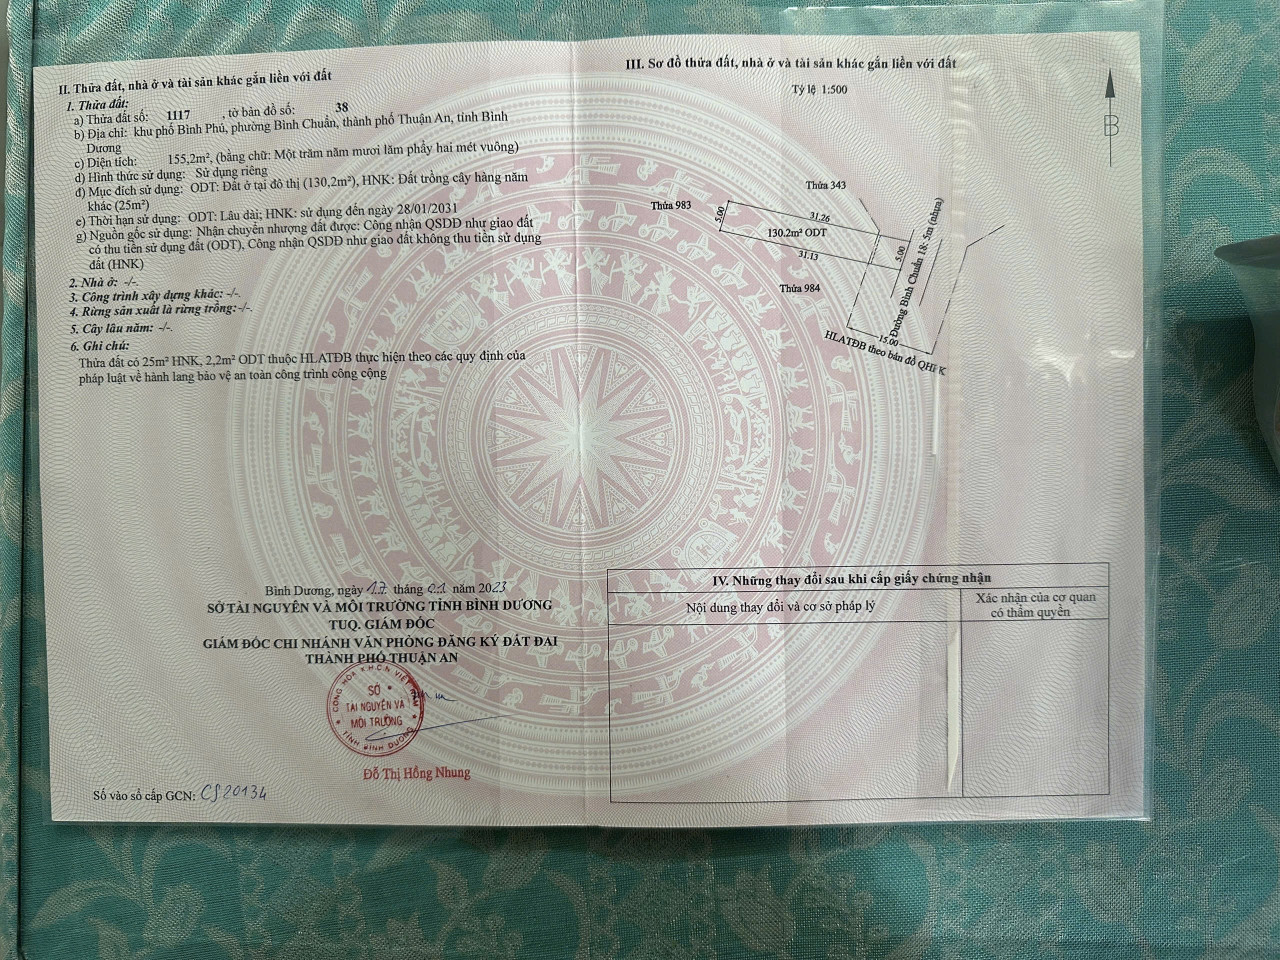 II. Thửa đất, nhà ở và tài sản khác gắn liền với đất
1. Thửa đất:
a) Thửa đất số: 1117 , tờ bản đồ số: 38
b) Địa chỉ: khu phố Bình Phú, phường Bình Chuẩn, thành phố Thuận An, tỉnh Bình
Dương
c) Diện tích: 155,2m², (bằng chữ: Một trăm năm mươi lăm phẩy hai mét vuông)
d) Hình thức sử dụng: Sử dụng riêng
đ) Mục đích sử dụng: ODT: Đất ở tại đô thị (130,2m²), HNK: Đất trồng cây hàng năm
khác (25m²)
e) Thời hạn sử dụng: ODT: Lâu dài; HNK: sử dụng đến ngày 28/01/2031
g) Nguồn gốc sử dụng: Nhận chuyển nhượng đất được: Công nhận QSDĐ như giao đất
có thu tiền sử dụng đất (ODT), Công nhận QSDĐ như giao đất không thu tiền sử dụng
đất (HNK)
2. Nhà ở: -/-.
3. Công trình xây dựng khác: -/-.
4. Rừng sản xuất là rừng trồng:-/-.
5. Cây lâu năm: -/-.
6. Ghi chú:
Thửa đất có 25m² HNK, 2,2m² ODT thuộc HLATĐB thực hiện theo các quy định của
pháp luật về hành lang bảo vệ an toàn công trình công cộng
Bình Dương, ngày 17 tháng 01 năm 2023
SỞ TÀI NGUYÊN VÀ MÔI TRƯỜNG TỈNH BÌNH DƯƠNG
TUQ. GIÁM ĐỐC
GIÁM ĐỐC CHI NHÁNH VĂN PHÒNG ĐĂNG KÝ ĐẤT ĐAI
THÀNH PHỐ THUẬN AN
CỘNG HÒA X.H.C.N VIỆT NAM
SỞ
TÀI NGUYÊN VÀ
MÔI TRƯỜNG
TỈNH BÌNH DƯƠNG
Đỗ Thị Hồng Nhung
Số vào sổ cấp GCN: CS20134
III. Sơ đồ thửa đất, nhà ở và tài sản khác gắn liền với đất
Tỷ lệ 1:500
B
Thửa 343
Thửa 983
5.00
31.26
130.2m² ODT
31.13
5.00
Thửa 984
Đường Bình Chuẩn 18: 5m (nhựa)
15.00
HLATĐB theo bản đồ QHPK
IV. Những thay đổi sau khi cấp giấy chứng nhận
Nội dung thay đổi và cơ sở pháp lý
Xác nhận của cơ quan
có thẩm quyền